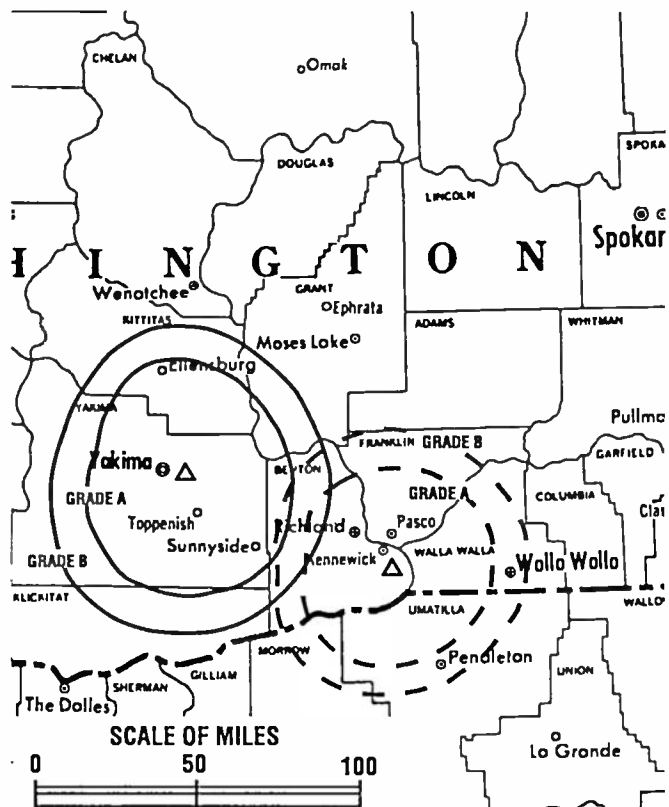 CHELAN
Omak
DOUGLAS
SPOKA
LINCOLN
Spokan
H I N G T O N
Wenatchee
GRANT
Ephrata
KITTITAS
ADAMS
WHITMAN
Moses Lake
Ellensburg
YAKIMA
Pullma
FRANKLIN GRADE B
GARFIELD
Yakima
BENTON
GRADE A
GRADE A
COLUMBIA
Toppenish
Richland
Pasco
Clar
Sunnyside
Kennewick
WALLA WALLA
GRADE B
Walla Walla
KLICKITAT
UMATILLA
WALLOW
MORROW
Pendleton
GILLIAM
SHERMAN
UNION
The Dalles
SCALE OF MILES
La Grande
0 50 100